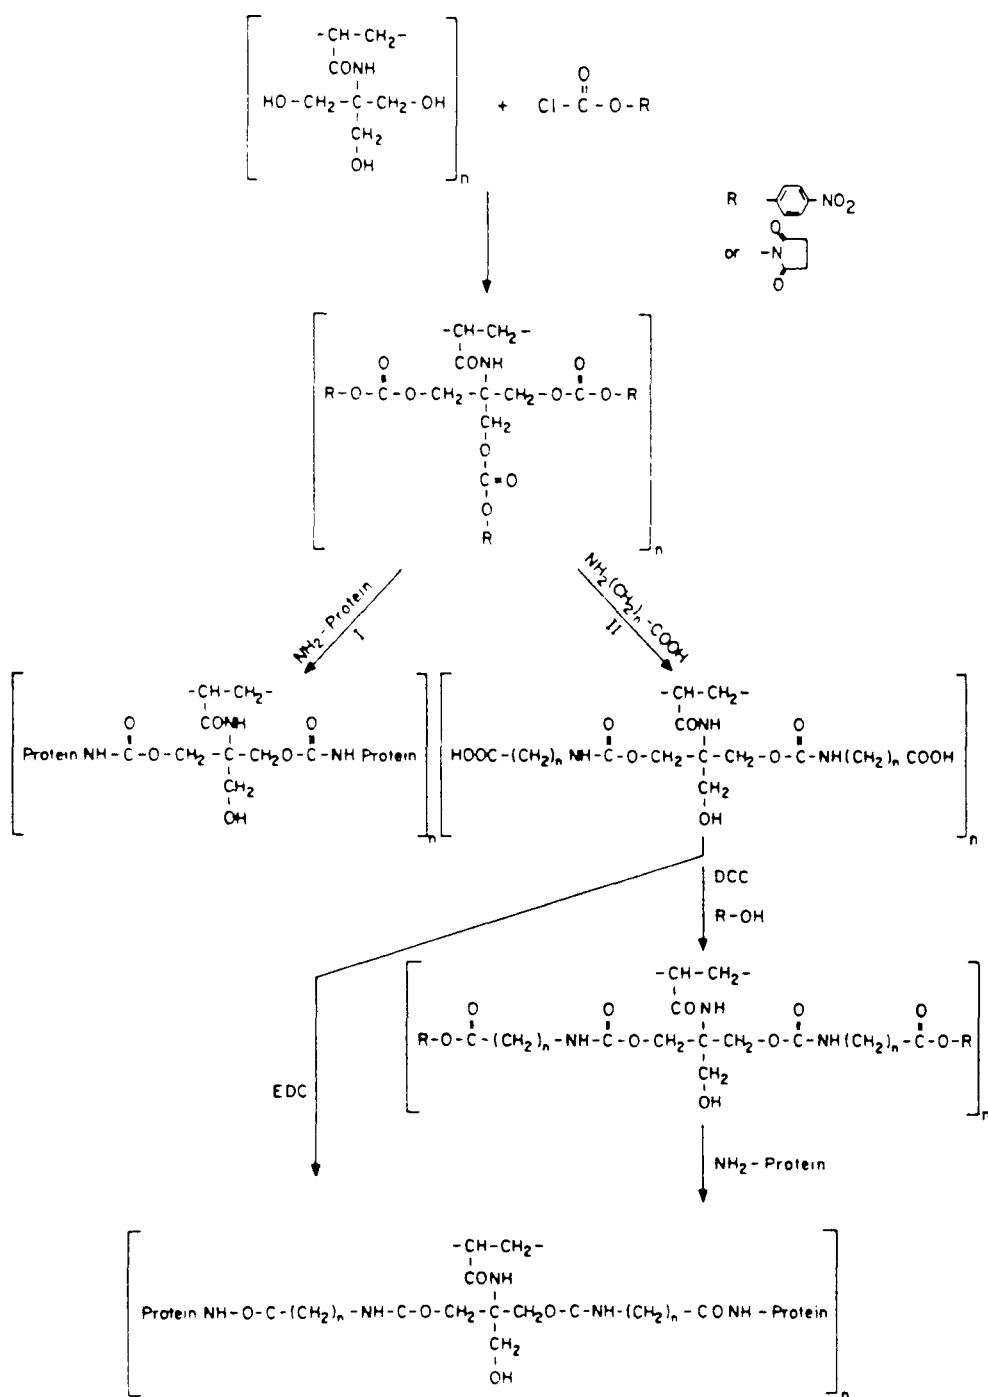 -CH-CH2-
CONH
HO-CH2-C-CH2-OH
CH2
OH
n
+
O
Cl-C-O-R
R -NO2
or -N
O
O
-CH-CH2-
CONH
O O
R-O-C-O-CH2-C-CH2-O-C-O-R
CH2
O
C=O
O
R
n
NH2-Protein
I
NH2(CH2)n-COOH
II
-CH-CH2-
CONH
O O
Protein NH-C-O-CH2-C-CH2O-C-NH Protein
CH2
OH
n
-CH-CH2-
CONH
O O
HOOC-(CH2)n NH-C-O-CH2-C-CH2-O-C-NH(CH2)n COOH
CH2
OH
n
DCC
R-OH
-CH-CH2-
CONH
O O O O
R-O-C-(CH2)n-NH-C-O-CH2-C-CH2-O-C-NH(CH2)n-C-O-R
CH2
OH
n
EDC
NH2-Protein
-CH-CH2-
CONH
Protein NH-O-C-(CH2)n-NH-C-O-CH2-C-CH2O-C-NH-(CH2)n-CONH-Protein
CH2
OH
n